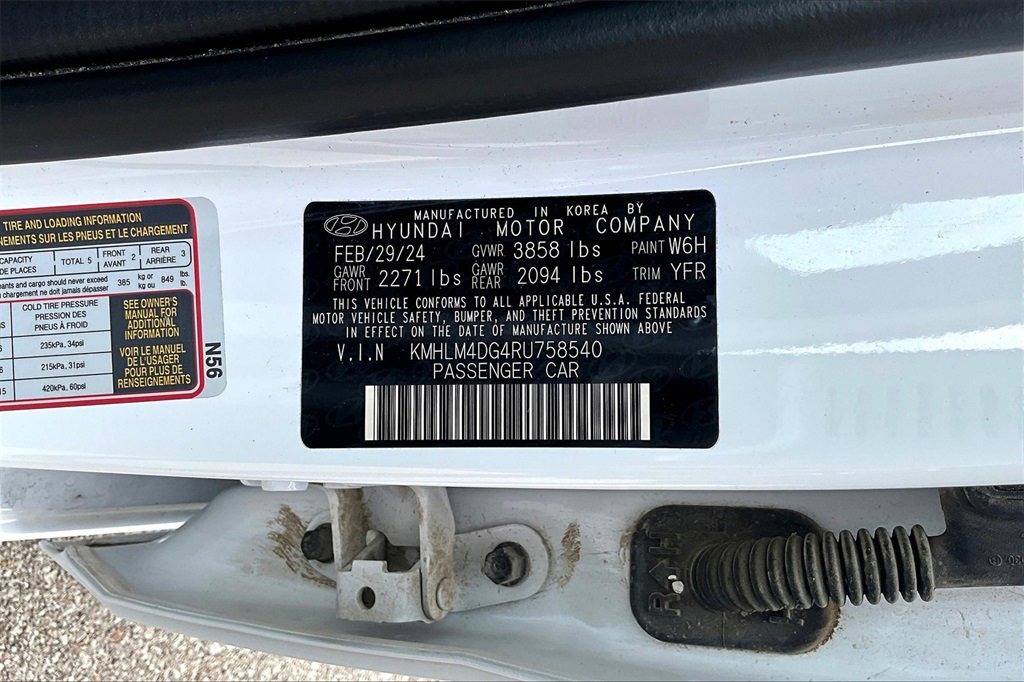 TIRE AND LOADING INFORMATION
NEMENTS SUR LES PNEUS ET LE CHARGEMENT
CAPACITY TOTAL 5 FRONT 2 REAR 3
DE PLACES AVANT ARRIÈRE
pants and cargo should never exceed 385 kg or 849 lb.
chargement ne doit jamais dépasser kg ou lb.
COLD TIRE PRESSURE
PRESSION DES
PNEUS À FROID
235kPa, 34psi
215kPa, 31psi
15 420kPa, 60psi
SEE OWNER'S
MANUAL FOR
ADDITIONAL
INFORMATION
VOIR LE MANUEL
DE L'USAGER
POUR PLUS DE
RENSEIGNEMENTS
N56
MANUFACTURED IN KOREA BY
HYUNDAI MOTOR COMPANY
FEB/29/24 GVWR 3858 lbs PAINT W6H
GAWR FRONT 2271 lbs GAWR REAR 2094 lbs TRIM YFR
THIS VEHICLE CONFORMS TO ALL APPLICABLE U.S.A. FEDERAL
MOTOR VEHICLE SAFETY, BUMPER, AND THEFT PREVENTION STANDARDS
IN EFFECT ON THE DATE OF MANUFACTURE SHOWN ABOVE
V.I.N KMHLM4DG4RU758540
PASSENGER CAR
R H